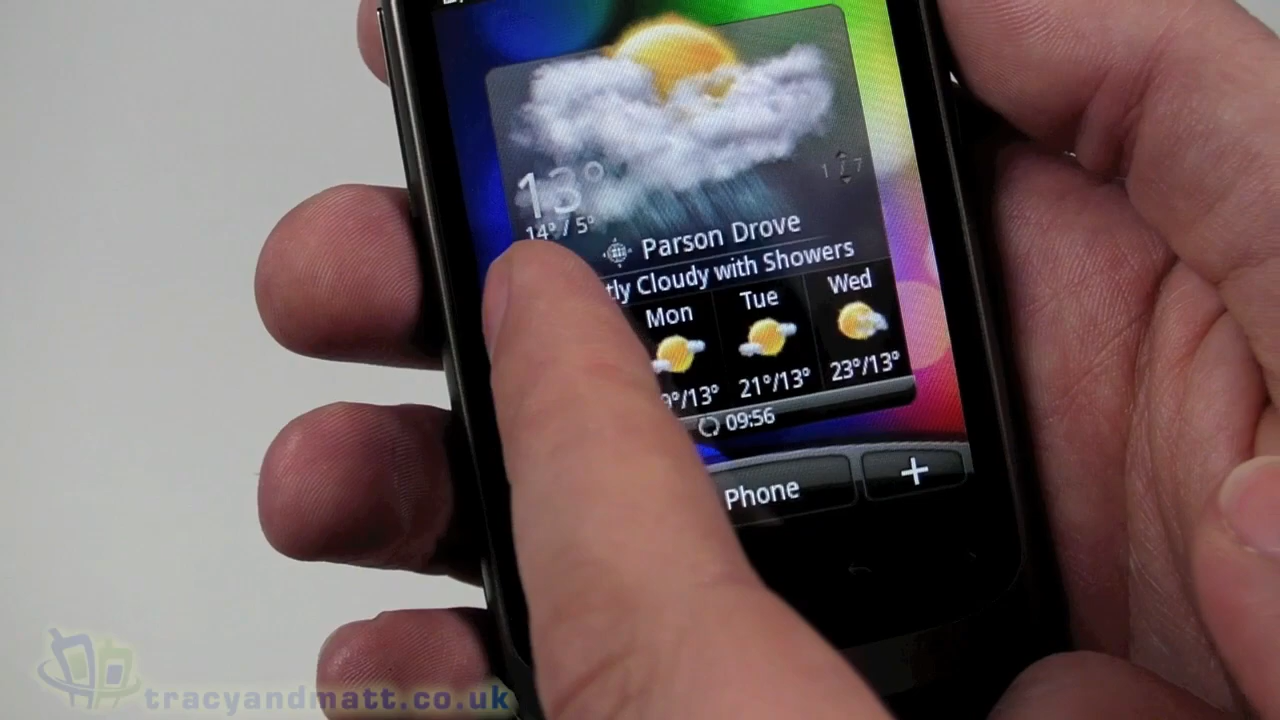 13°
14° / 5°
1 / 7
Parson Drove
Cloudy with Showers
Mon
Tue
Wed
/13°
21°/13°
23°/13°
09:56
Phone
+
tracyandmatt.co.uk